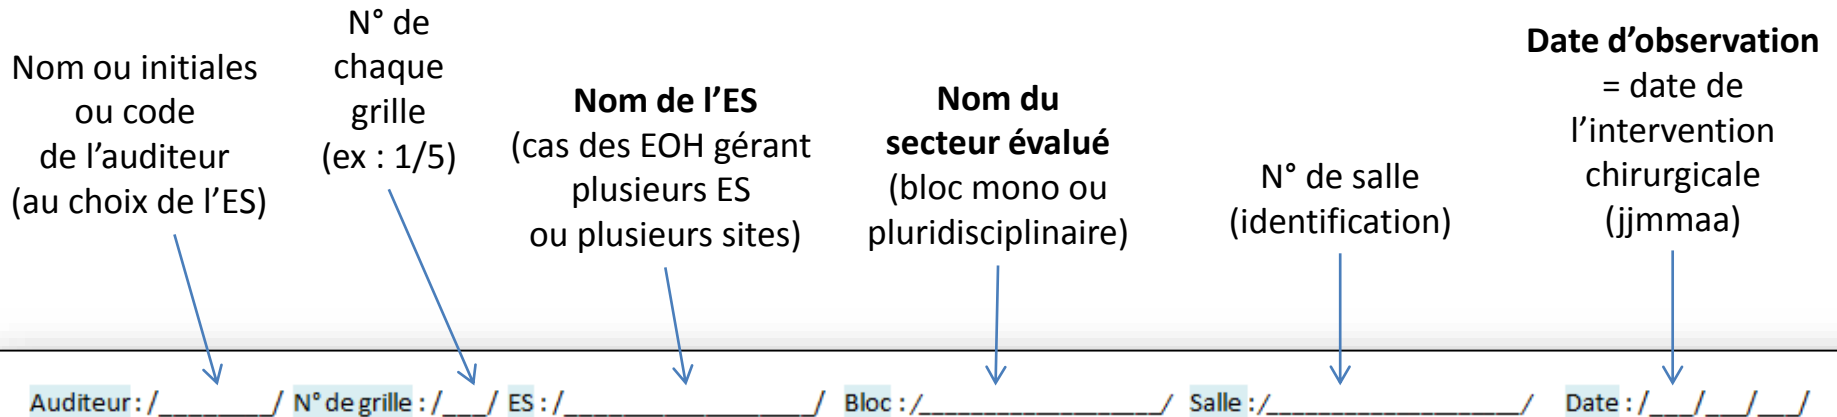 Nom ou initiales
ou code
de l’auditeur
(au choix de l’ES)
N° de
chaque
grille
(ex : 1/5)
Nom de l’ES
(cas des EOH gérant
plusieurs ES
ou plusieurs sites)
Nom du
secteur évalué
(bloc mono ou
pluridisciplinaire)
N° de salle
(identification)
Date d’observation
= date de
l’intervention
chirurgicale
(jjmmaa)
Auditeur : /________/ N° de grille : /___/ ES : /_________________/ Bloc : /_________________/ Salle : /_________________/ Date : /___/___/___/